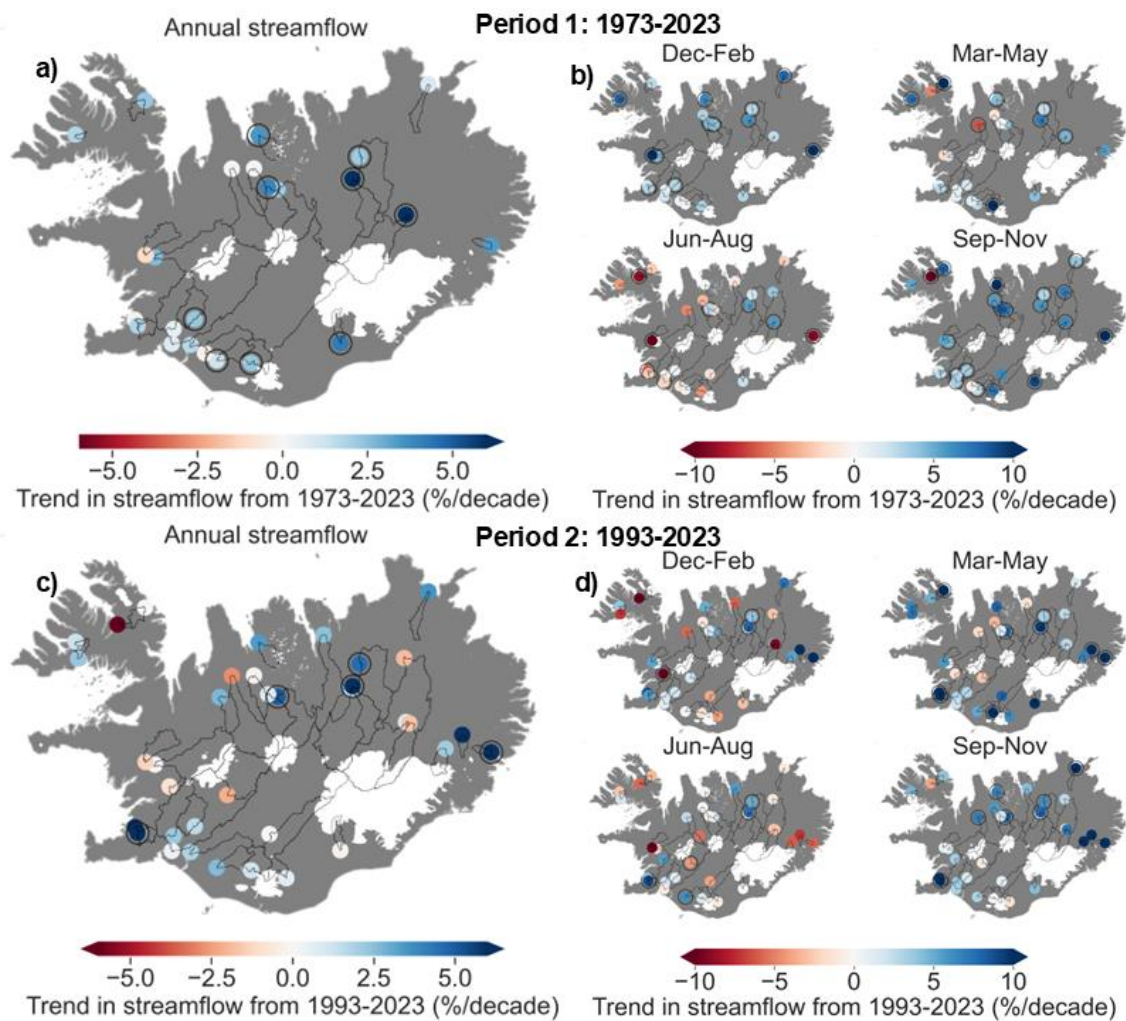 Period 1: 1973-2023
Annual streamflow
a)
b)
Dec-Feb
Mar-May
Jun-Aug
Sep-Nov
−5.0 −2.5 0.0 2.5 5.0
Trend in streamflow from 1973-2023 (%/decade)
−10 −5 0 5 10
Trend in streamflow from 1973-2023 (%/decade)
Period 2: 1993-2023
Annual streamflow
c)
d)
Dec-Feb
Mar-May
Jun-Aug
Sep-Nov
−5.0 −2.5 0.0 2.5 5.0
Trend in streamflow from 1993-2023 (%/decade)
−10 −5 0 5 10
Trend in streamflow from 1993-2023 (%/decade)